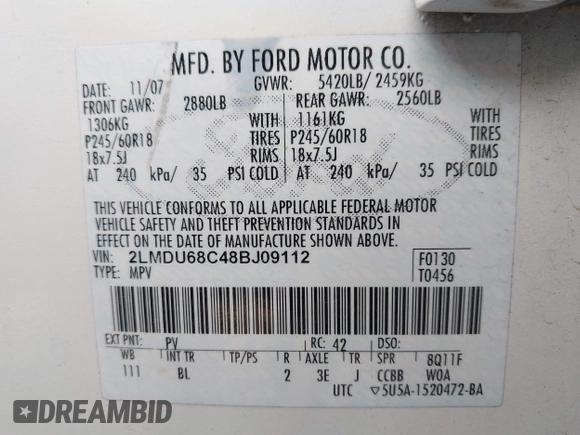 MFD. BY FORD MOTOR CO.
DATE: 11/07 GVWR: 5420LB/ 2459KG
FRONT GAWR: 2880LB REAR GAWR: 2560LB
1306KG WITH 1161KG WITH
P245/60R18 TIRES P245/60R18 TIRES
18x7.5J RIMS 18x7.5J RIMS
AT 240 kPa/ 35 PSI COLD AT 240 kPa/ 35 PSI COLD
THIS VEHICLE CONFORMS TO ALL APPLICABLE FEDERAL MOTOR
VEHICLE SAFETY AND THEFT PREVENTION STANDARDS IN
EFFECT ON THE DATE OF MANUFACTURE SHOWN ABOVE.
VIN: 2LMDU68C48BJ09112 F0130
TYPE: MPV T0456
EXT PNT: PV RC: 42 DSO:
WB INT TR TP/PS R AXLE TR SPR 8Q11F
111 BL 2 3E J CCBB WOA
UTC ▽5U5A-1520472-BA
DREAMBID